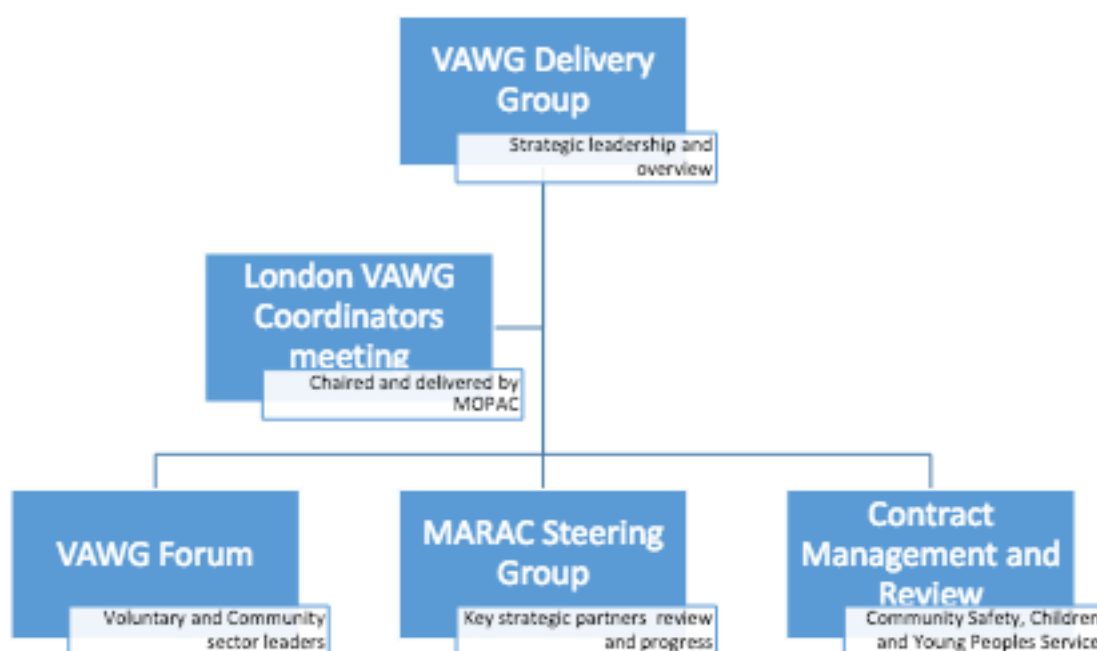 VAWG Delivery
Group
Strategic leadership and
overview
London VAWG
Coordinators
meeting
Chaired and delivered by
MOPAC
VAWG Forum
Voluntary and Community
sector leaders
MARAC Steering
Group
Key strategic partners review
and progress
Contract
Management and
Review
Community Safety, Children
and Young Peoples Service